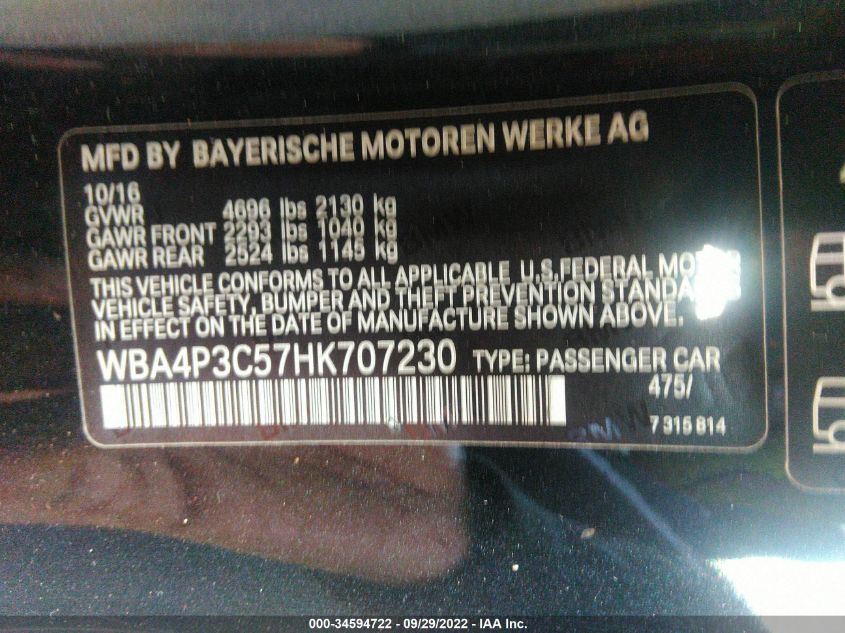 MFD BY BAYERISCHE MOTOREN WERKE AG
10/16
GVWR 4696 lbs 2130 kg
GAWR FRONT 2293 lbs 1040 kg
GAWR REAR 2524 lbs 1145 kg
THIS VEHICLE CONFORMS TO ALL APPLICABLE U.S.FEDERAL MO
VEHICLE SAFETY, BUMPER AND THEFT PREVENTION STANDA
IN EFFECT ON THE DATE OF MANUFACTURE SHOWN ABOVE.
WBA4P3C57HK707230 TYPE: PASSENGER CAR
475/
7 315 814
000-34594722 - 09/29/2022 - IAA Inc.